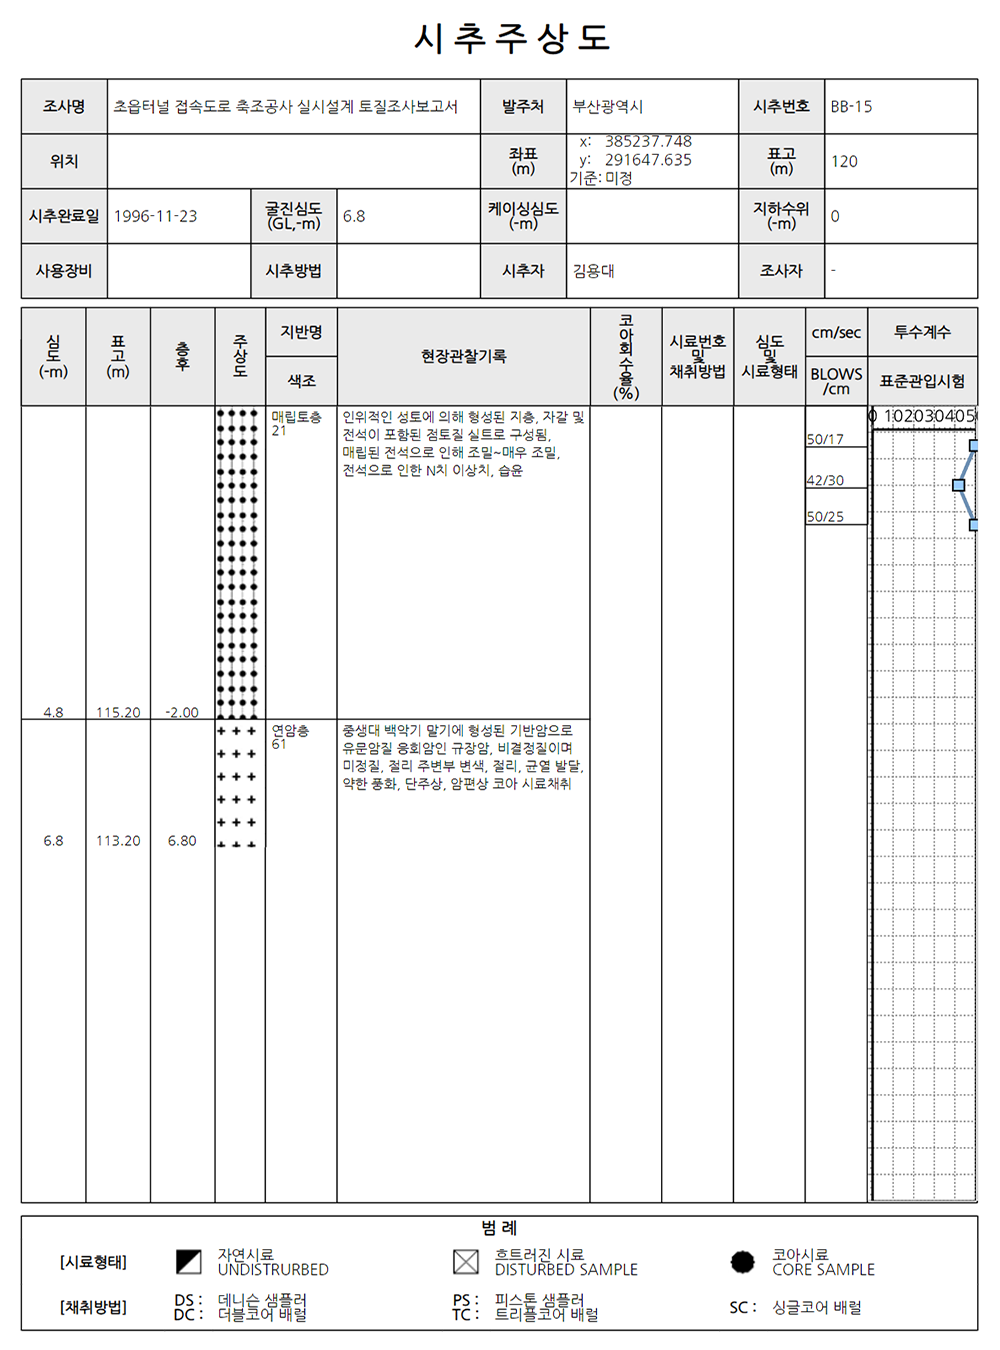 시 추 주 상 도
조사명 초읍터널 접속도로 축조공사 실시설계 토질조사보고서 발주처 부산광역시 시추번호 BB-15
위치 좌표 (m) x: 385237.748 y: 291647.635 기준: 미정 표고 (m) 120
시추완료일 1996-11-23 굴진심도 (GL,-m) 6.8 케이싱심도 (-m) 지하수위 (-m) 0
사용장비 시추방법 시추자 김용대 조사자 -
심도 (-m) 표고 (m) 층후 주상도 지반명 색조 현장관찰기록 코아회수율 (%) 시료번호 및 채취방법 심도 및 시료형태 cm/sec BLOWS /cm 투수계수 표준관입시험
0 1020304050
매립토층
21
인위적인 성토에 의해 형성된 지층, 자갈 및
전석이 포함된 점토질 실트로 구성됨,
매립된 전석으로 인해 조밀~매우 조밀,
전석으로 인한 N치 이상치, 습윤
50/17
42/30
50/25
4.8 115.20 -2.00
연암층
61
중생대 백악기 말기에 형성된 기반암으로
유문암질 응회암인 규장암, 비결정질이며
미정질, 절리 주변부 변색, 절리, 균열 발달,
약한 풍화, 단주상, 암편상 코아 시료채취
6.8 113.20 6.80
범 례
[시료형태] 자연시료 UNDISTRURBED 흐트러진 시료 DISTURBED SAMPLE 코아시료 CORE SAMPLE
[채취방법] DS : 데니슨 샘플러 DC : 더블코어 배럴 PS : 피스톤 샘플러 TC : 트리플코어 배럴 SC : 싱글코어 배럴